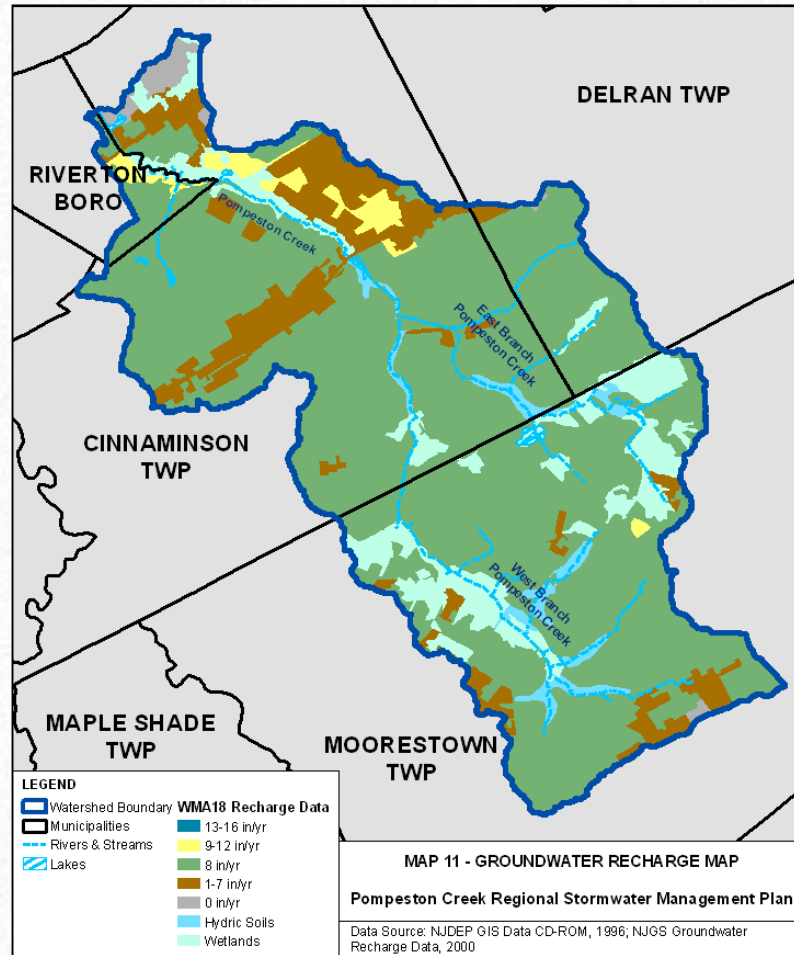 DELRAN TWP
RIVERTON
BORO
Pompeston Creek
East Branch
Pompeston Creek
CINNAMINSON
TWP
West Branch
Pompeston Creek
MAPLE SHADE
TWP
MOORESTOWN
TWP
LEGEND
Watershed Boundary
Municipalities
Rivers & Streams
Lakes
WMA18 Recharge Data
13-16 in/yr
9-12 in/yr
8 in/yr
1-7 in/yr
0 in/yr
Hydric Soils
Wetlands
MAP 11 - GROUNDWATER RECHARGE MAP
Pompeston Creek Regional Stormwater Management Plan
Data Source: NJDEP GIS Data CD-ROM, 1996; NJGS Groundwater
Recharge Data, 2000